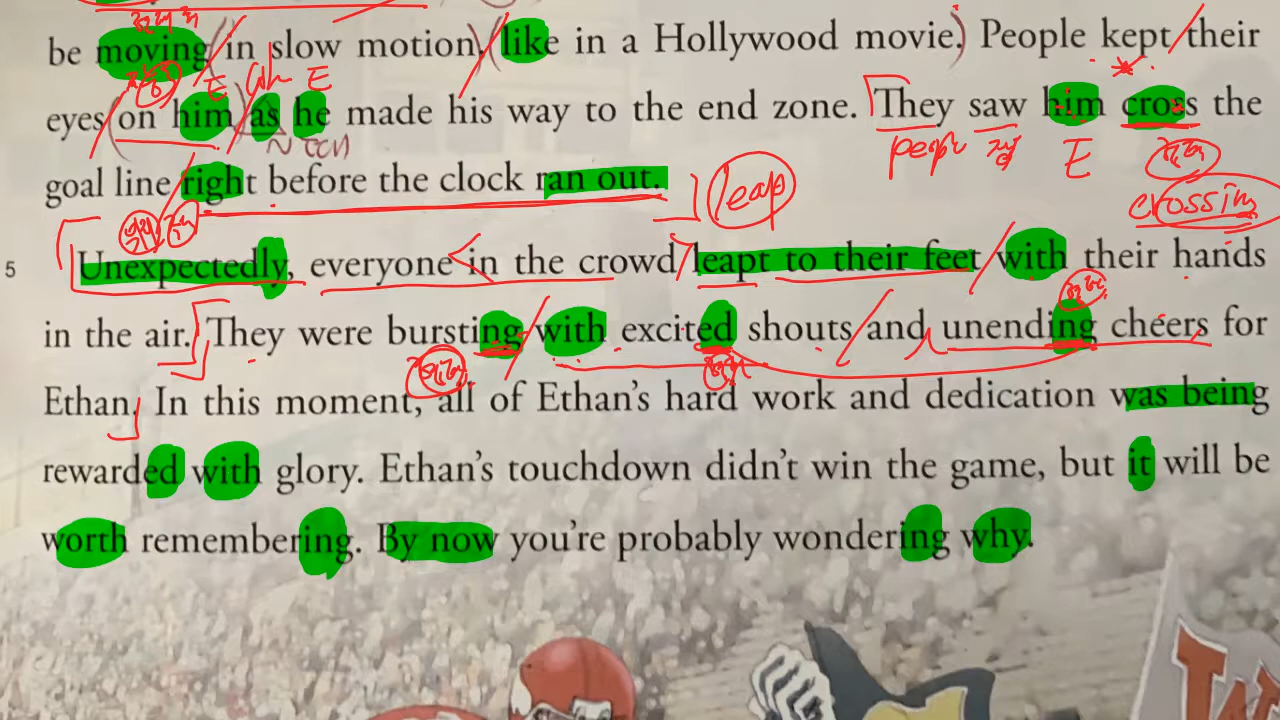 be moving in slow motion, like in a Hollywood movie. People kept their
E Wh E
eyes on him as he made his way to the end zone. They saw him cross the
people E
goal line right before the clock ran out.
leap
crossing
5 Unexpectedly, everyone in the crowd leapt to their feet with their hands
in the air. They were bursting with excited shouts and unending cheers for
Ethan. In this moment, all of Ethan's hard work and dedication was being
rewarded with glory. Ethan's touchdown didn't win the game, but it will be
worth remembering. By now you're probably wondering why.